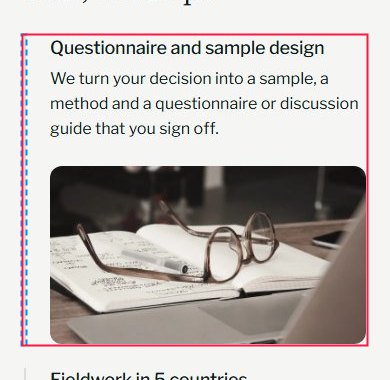 Questionnaire and sample design
We turn your decision into a sample, a
method and a questionnaire or discussion
guide that you sign off.
Fieldwork in 5 countries